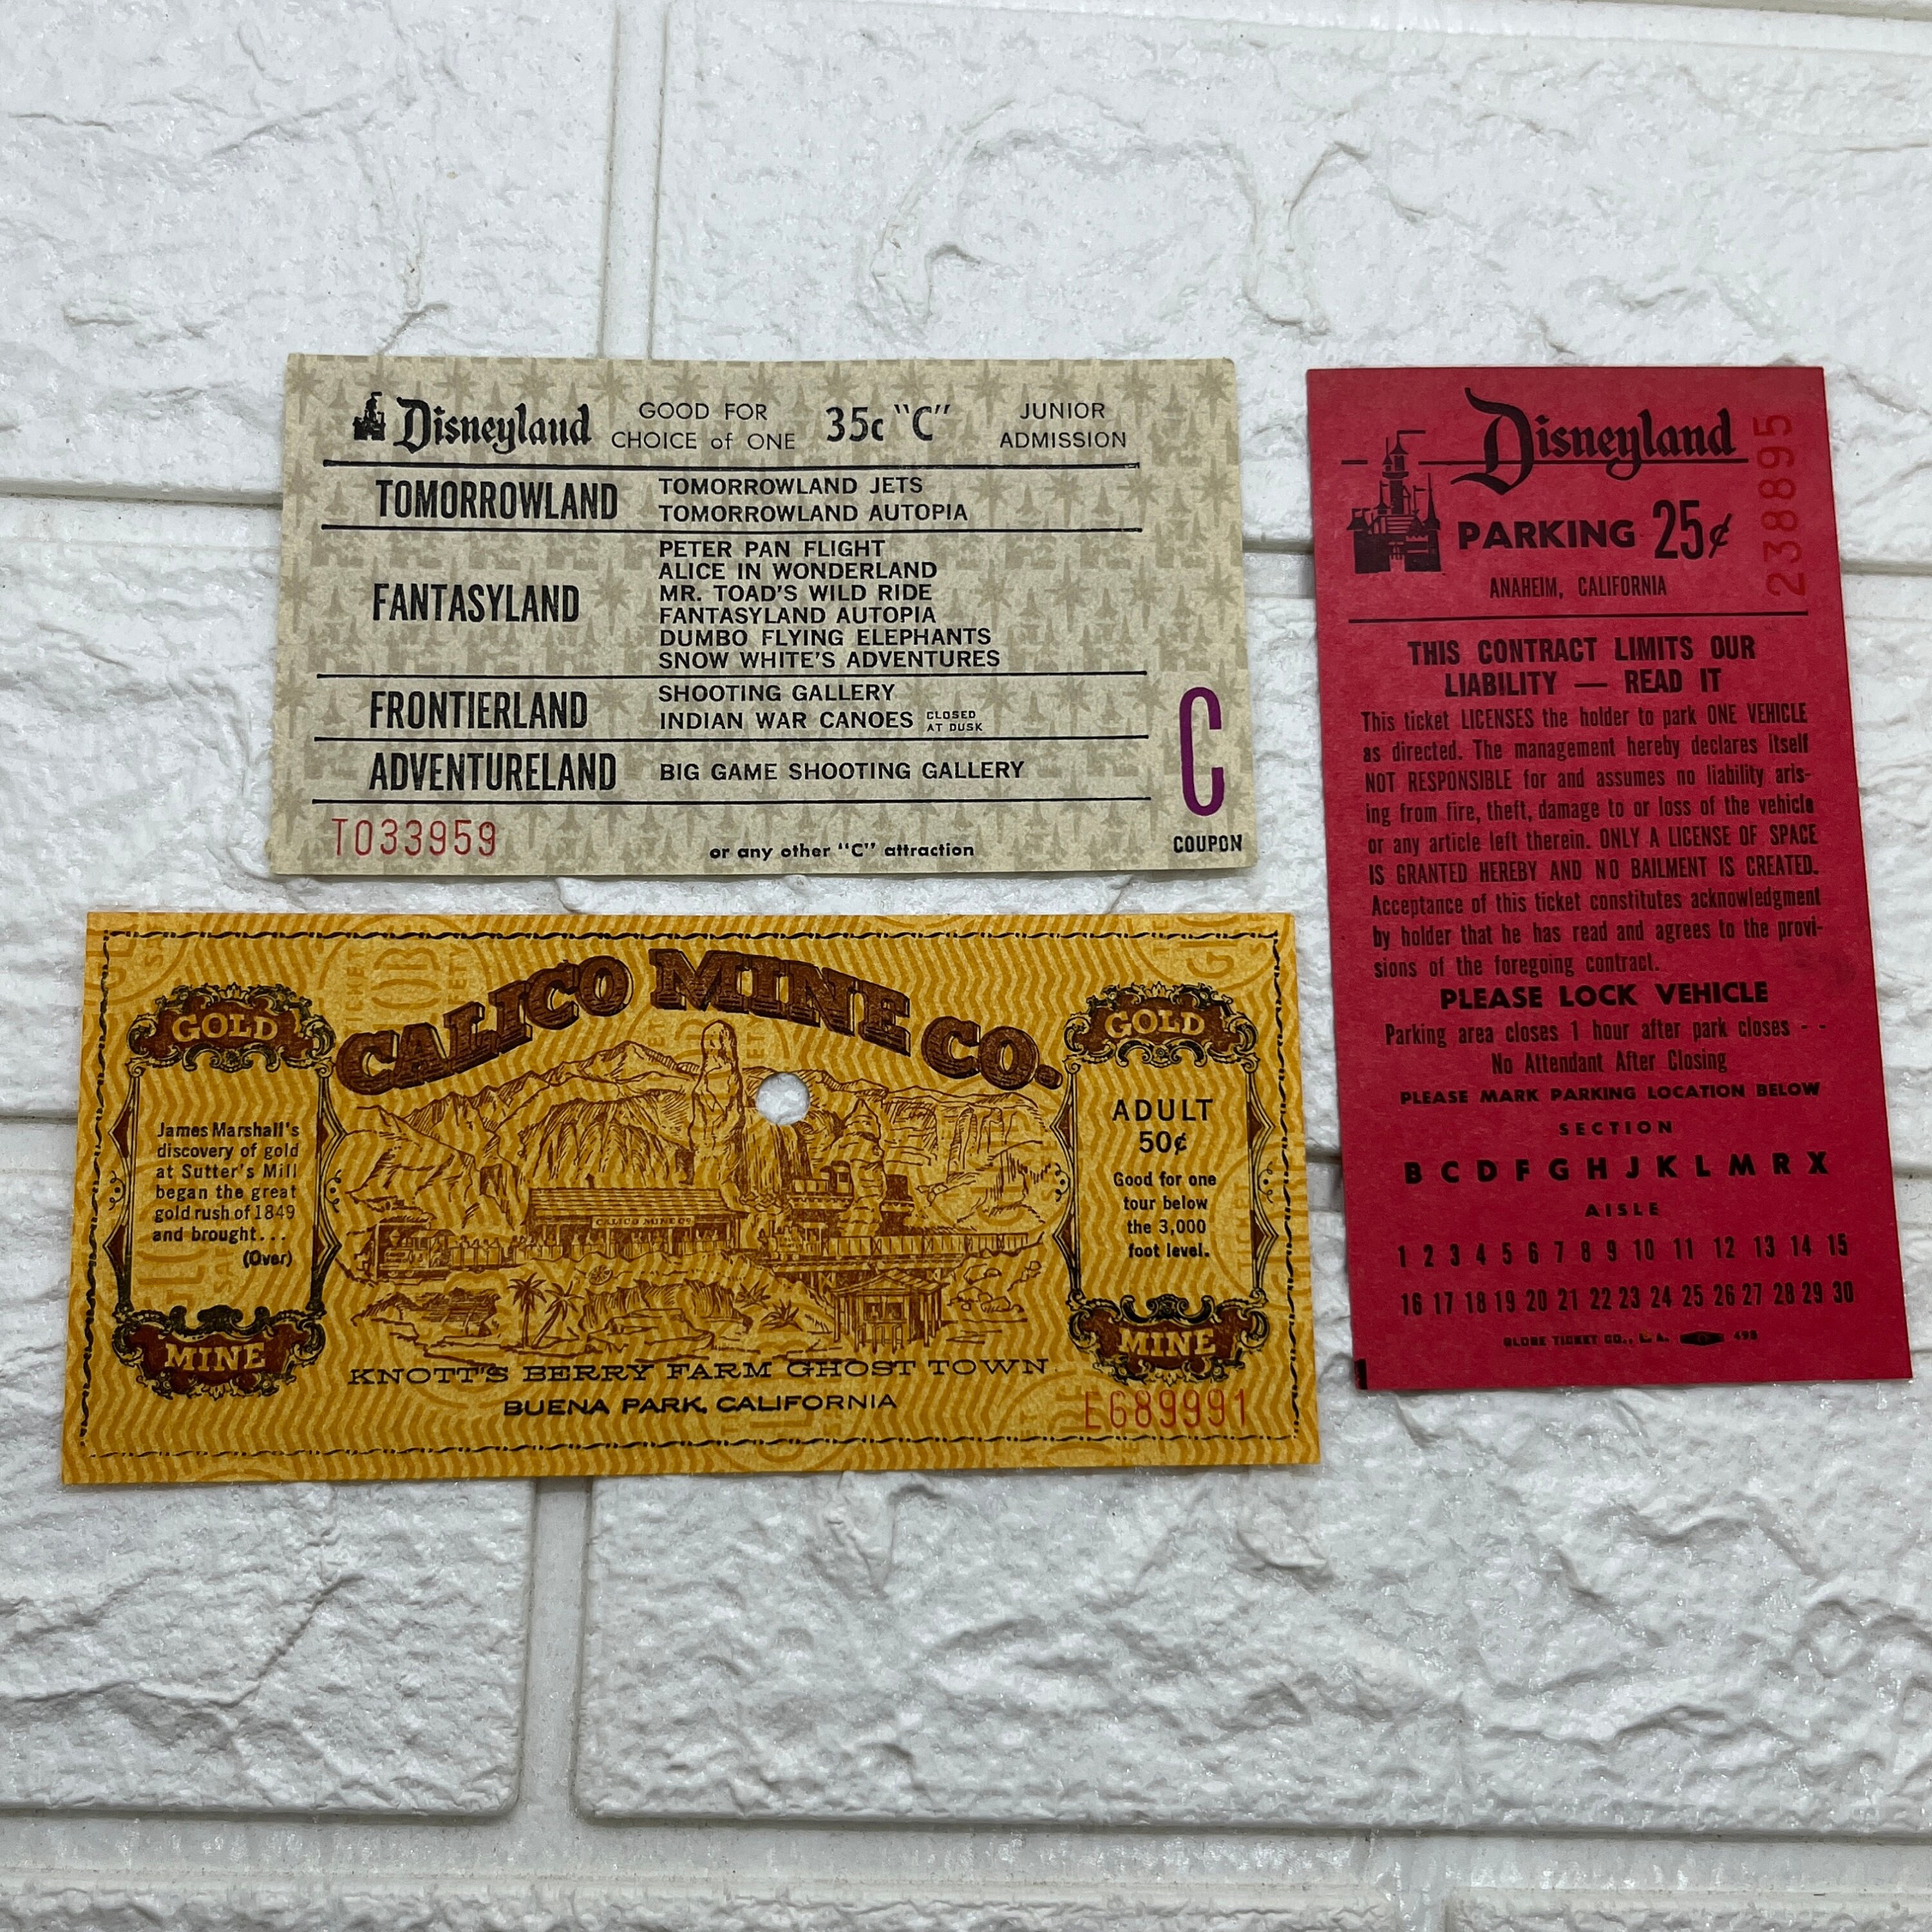 Disneyland
GOOD FOR
CHOICE of ONE
35c "C"
JUNIOR
ADMISSION
TOMORROWLAND
TOMORROWLAND JETS
TOMORROWLAND AUTOPIA
FANTASYLAND
PETER PAN FLIGHT
ALICE IN WONDERLAND
MR. TOAD'S WILD RIDE
FANTASYLAND AUTOPIA
DUMBO FLYING ELEPHANTS
SNOW WHITE'S ADVENTURES
FRONTIERLAND
SHOOTING GALLERY
INDIAN WAR CANOES CLOSED
AT DUSK
ADVENTURELAND
BIG GAME SHOOTING GALLERY
T033959
or any other "C" attraction
C
COUPON
Disneyland
PARKING 25¢
238895
ANAHEIM, CALIFORNIA
THIS CONTRACT LIMITS OUR
LIABILITY — READ IT
This ticket LICENSES the holder to park ONE VEHICLE
as directed. The management hereby declares itself
NOT RESPONSIBLE for and assumes no liability aris-
ing from fire, theft, damage to or loss of the vehicle
or any article left therein. ONLY A LICENSE OF SPACE
IS GRANTED HEREBY AND NO BAILMENT IS CREATED.
Acceptance of this ticket constitutes acknowledgment
by holder that he has read and agrees to the provi-
sions of the foregoing contract.
PLEASE LOCK VEHICLE
Parking area closes 1 hour after park closes - -
No Attendant After Closing
PLEASE MARK PARKING LOCATION BELOW
SECTION
B C D F G H J K L M R X
AISLE
1 2 3 4 5 6 7 8 9 10 11 12 13 14 15
16 17 18 19 20 21 22 23 24 25 26 27 28 29 30
GLOBE TICKET CO., L. A. 498
CALICO MINE CO.
GOLD
James Marshall's
discovery of gold
at Sutter's Mill
began the great
gold rush of 1849
and brought...
(Over)
MINE
CALICO MINE CO
GOLD
ADULT
50¢
Good for one
tour below
the 3,000
foot level.
MINE
KNOTT'S BERRY FARM GHOST TOWN
BUENA PARK, CALIFORNIA
E689991